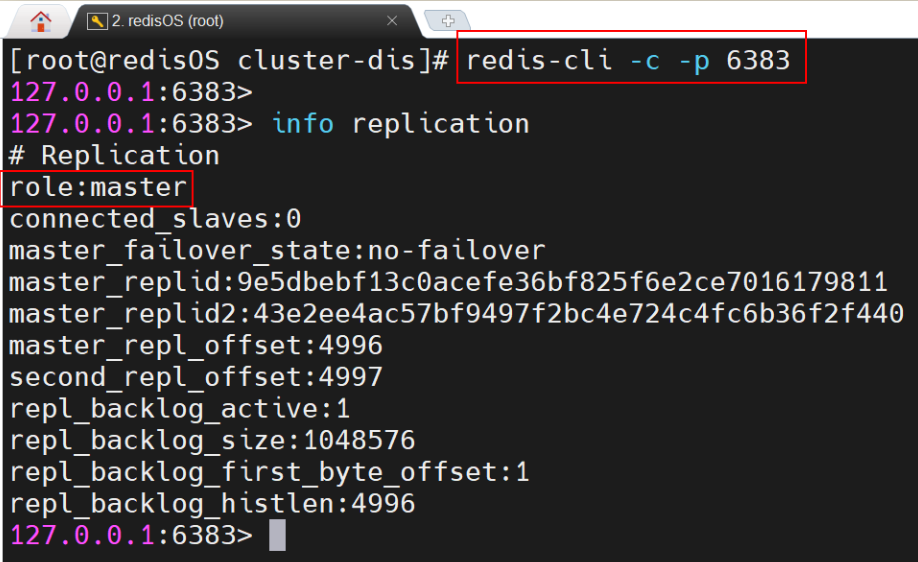 2. redisOS (root)
[root@redisOS cluster-dis]# redis-cli -c -p 6383
127.0.0.1:6383>
127.0.0.1:6383> info replication
# Replication
role:master
connected_slaves:0
master_failover_state:no-failover
master_replid:9e5dbebf13c0acefe36bf825f6e2ce7016179811
master_replid2:43e2ee4ac57bf9497f2bc4e724c4fc6b36f2f440
master_repl_offset:4996
second_repl_offset:4997
repl_backlog_active:1
repl_backlog_size:1048576
repl_backlog_first_byte_offset:1
repl_backlog_histlen:4996
127.0.0.1:6383>